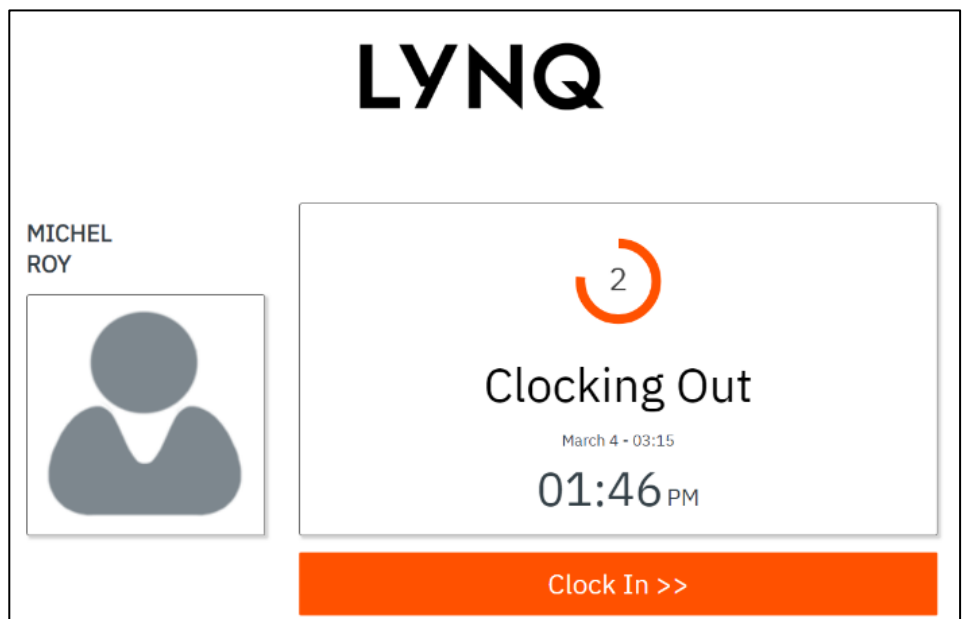 LYNQ
MICHEL
ROY
2
Clocking Out
March 4 - 03:15
01:46 PM
Clock In >>